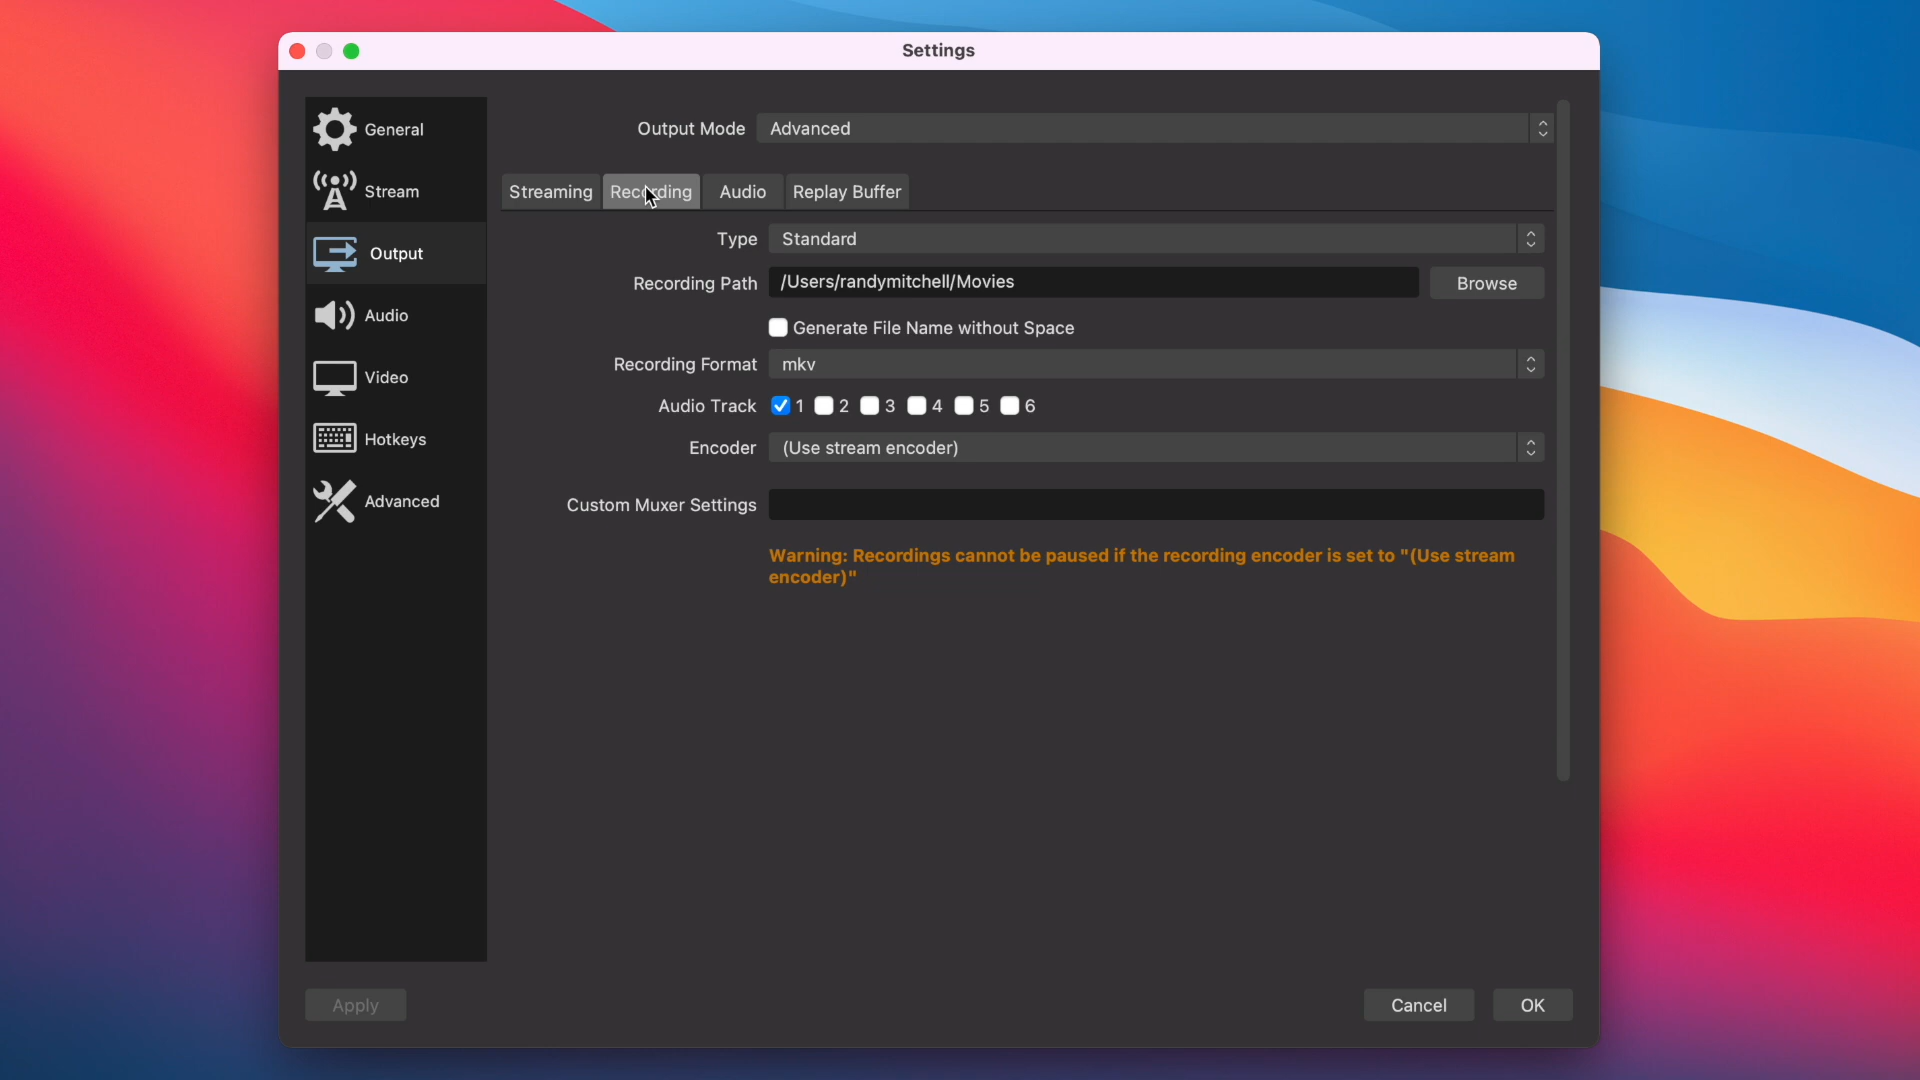 Settings
General
Stream
Output
Audio
Video
Hotkeys
Advanced
Output Mode Advanced
Streaming Recording Audio Replay Buffer
Type Standard
Recording Path /Users/randymitchell/Movies Browse
Generate File Name without Space
Recording Format mkv
Audio Track 1 2 3 4 5 6
Encoder (Use stream encoder)
Custom Muxer Settings
Warning: Recordings cannot be paused if the recording encoder is set to "(Use stream
encoder)"
Apply Cancel OK